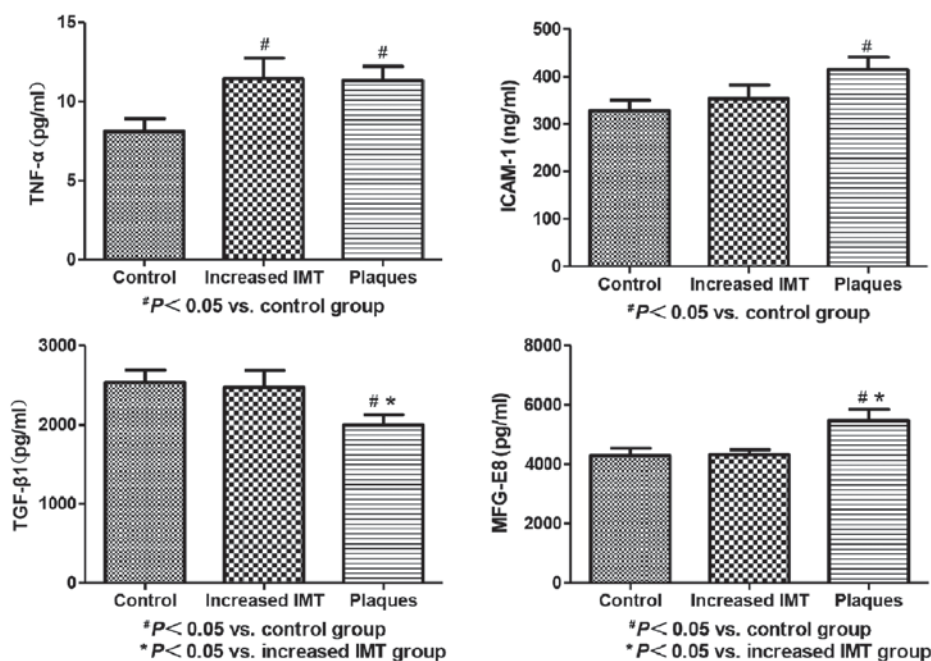 TNF-α (pg/ml)
15
10
5
0
#
#
Control Increased IMT Plaques
#P< 0.05 vs. control group
ICAM-1 (ng/ml)
500
400
300
200
100
0
#
Control Increased IMT Plaques
#P< 0.05 vs. control group
TGF-β1(pg/ml)
3000
2000
1000
0
# *
Control Increased IMT Plaques
#P< 0.05 vs. control group
*P< 0.05 vs. increased IMT group
MFG-E8 (pg/ml)
8000
6000
4000
2000
0
# *
Control Increased IMT Plaques
#P< 0.05 vs. control group
*P< 0.05 vs. increased IMT group